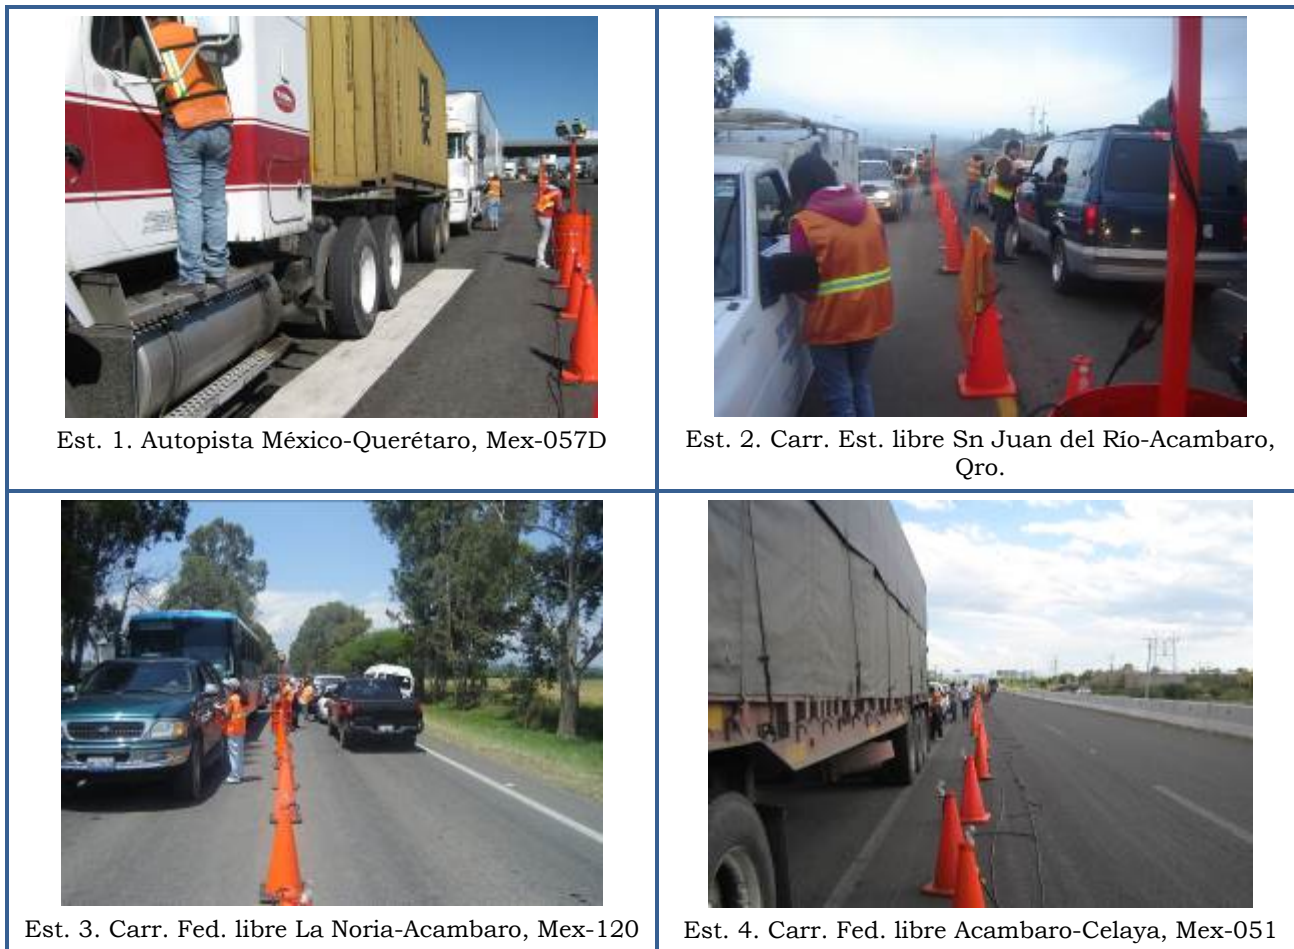 Est. 1. Autopista México-Querétaro, Mex-057D
Est. 2. Carr. Est. libre Sn Juan del Río-Acambaro,
Qro.
Est. 3. Carr. Fed. libre La Noria-Acambaro, Mex-120
Est. 4. Carr. Fed. libre Acambaro-Celaya, Mex-051